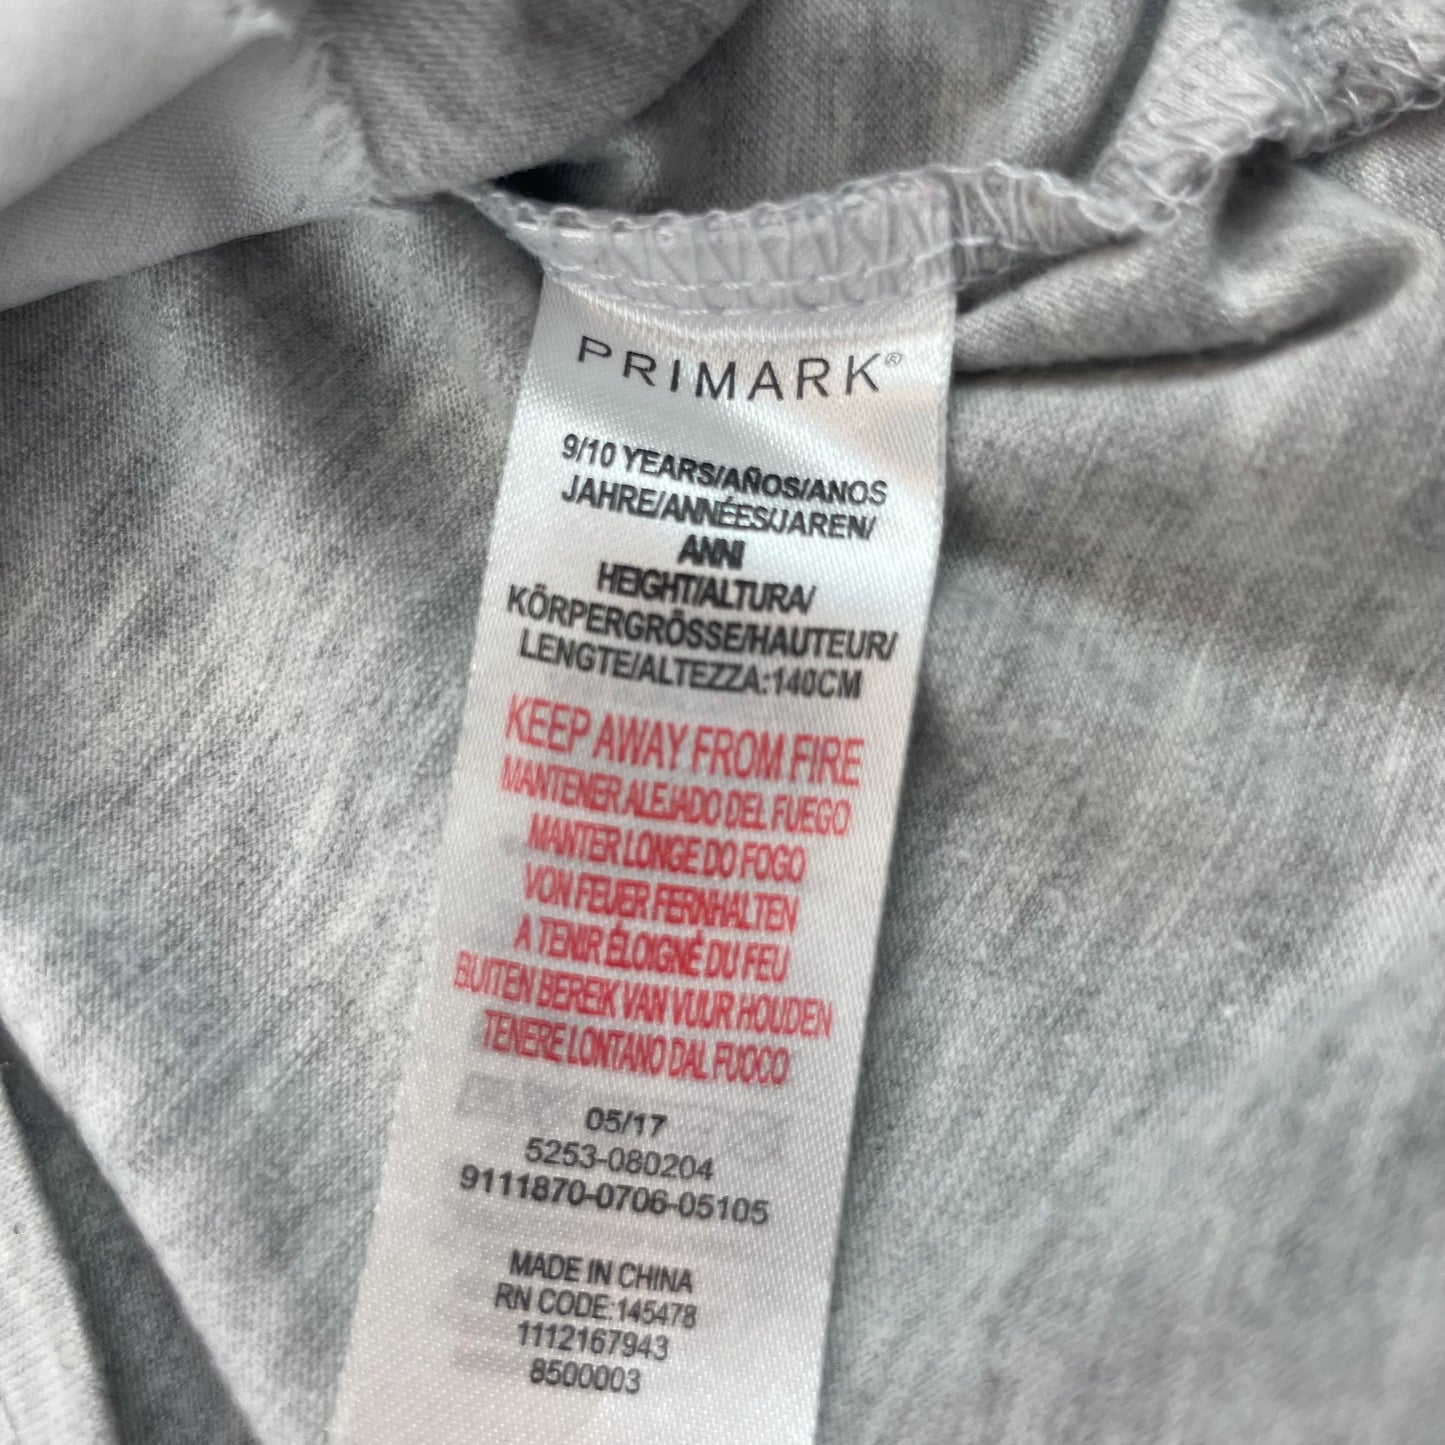 PRIMARK®
9/10 YEARS/AÑOS/ANOS
JAHRE/ANNÉES/JAREN/
ANNI
HEIGHT/ALTURA/
KÖRPERGRÖSSE/HAUTEUR/
LENGTE/ALTEZZA:140CM
KEEP AWAY FROM FIRE
MANTENER ALEJADO DEL FUEGO
MANTER LONGE DO FOGO
VON FEUER FERNHALTEN
A TENIR ÉLOIGNÉ DU FEU
BUITEN BEREIK VAN VUUR HOUDEN
TENERE LONTANO DAL FUOCO
05/17
5253-080204
9111870-0706-05105
MADE IN CHINA
RN CODE:145478
1112167943
8500003